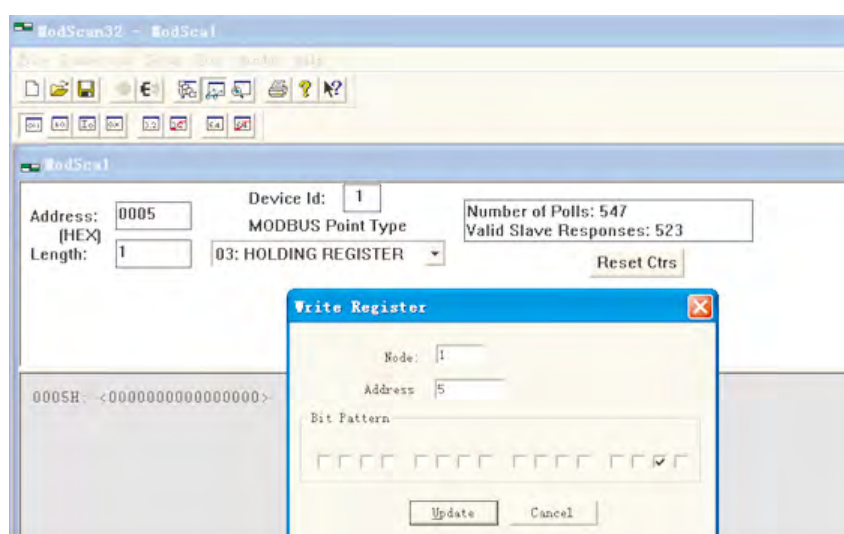 ModScan32 - ModSca1
Help
ModSca1
Address: 0005
(HEX)
Length: 1
Device Id: 1
MODBUS Point Type
03: HOLDING REGISTER
Number of Polls: 547
Valid Slave Responses: 523
Reset Ctrs
Write Register
Node: 1
Address 5
Bit Pattern
Update Cancel
0005H: <0000000000000000>